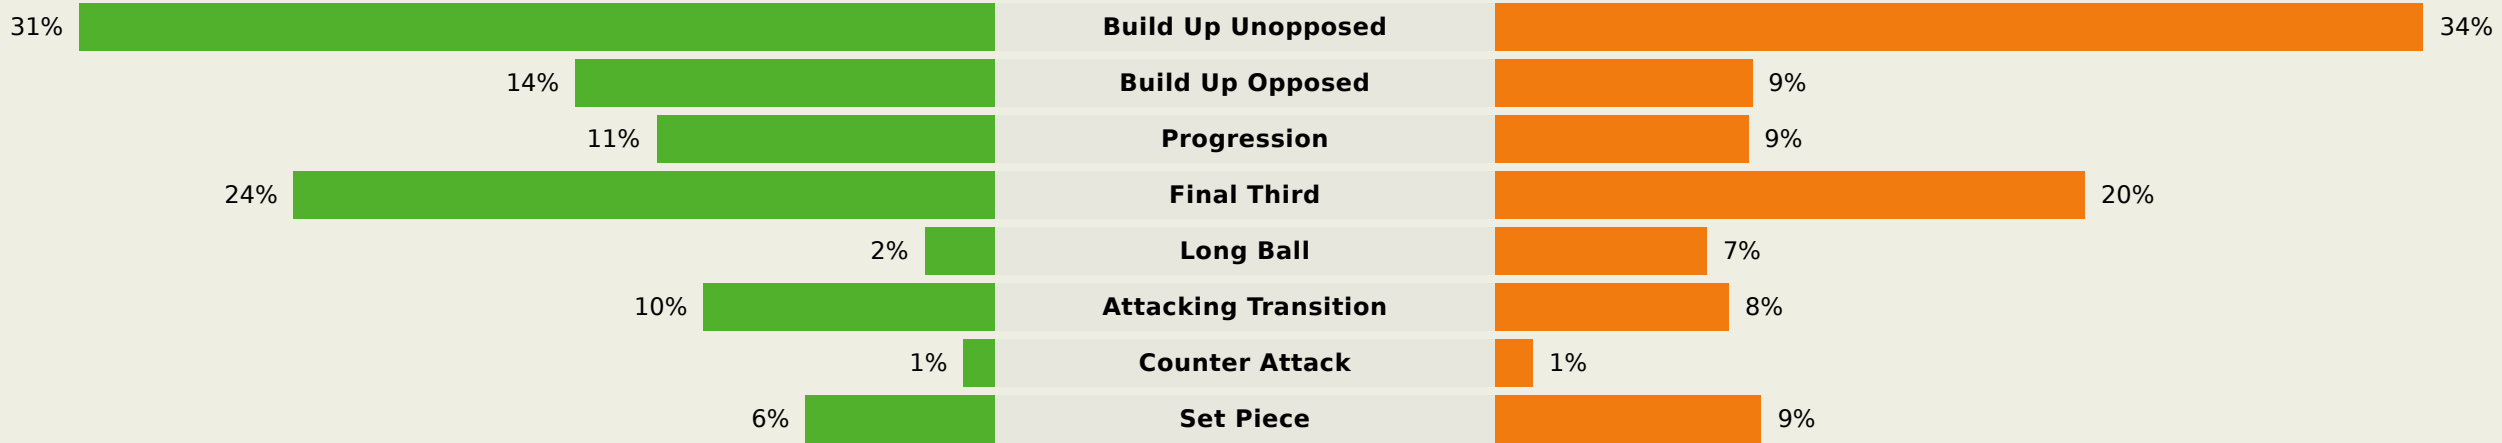 31% Build Up Unopposed 34%
14% Build Up Opposed 9%
11% Progression 9%
24% Final Third 20%
2% Long Ball 7%
10% Attacking Transition 8%
1% Counter Attack 1%
6% Set Piece 9%